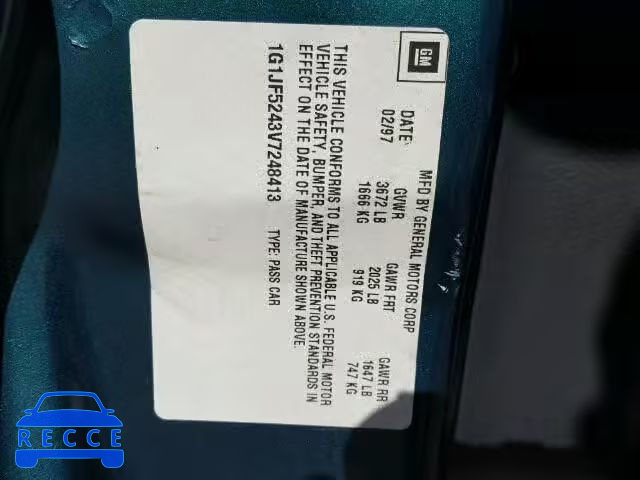 GM
MFD BY GENERAL MOTORS CORP
DATE GVWR GAWR FRT GAWR RR
02/97 3672 LB 2025 LB 1647 LB
1666 KG 919 KG 747 KG
THIS VEHICLE CONFORMS TO ALL APPLICABLE U.S. FEDERAL MOTOR
VEHICLE SAFETY, BUMPER, AND THEFT PREVENTION STANDARDS IN
EFFECT ON THE DATE OF MANUFACTURE SHOWN ABOVE.
1G1JF5243V7248413 TYPE: PASS CAR
RECCE